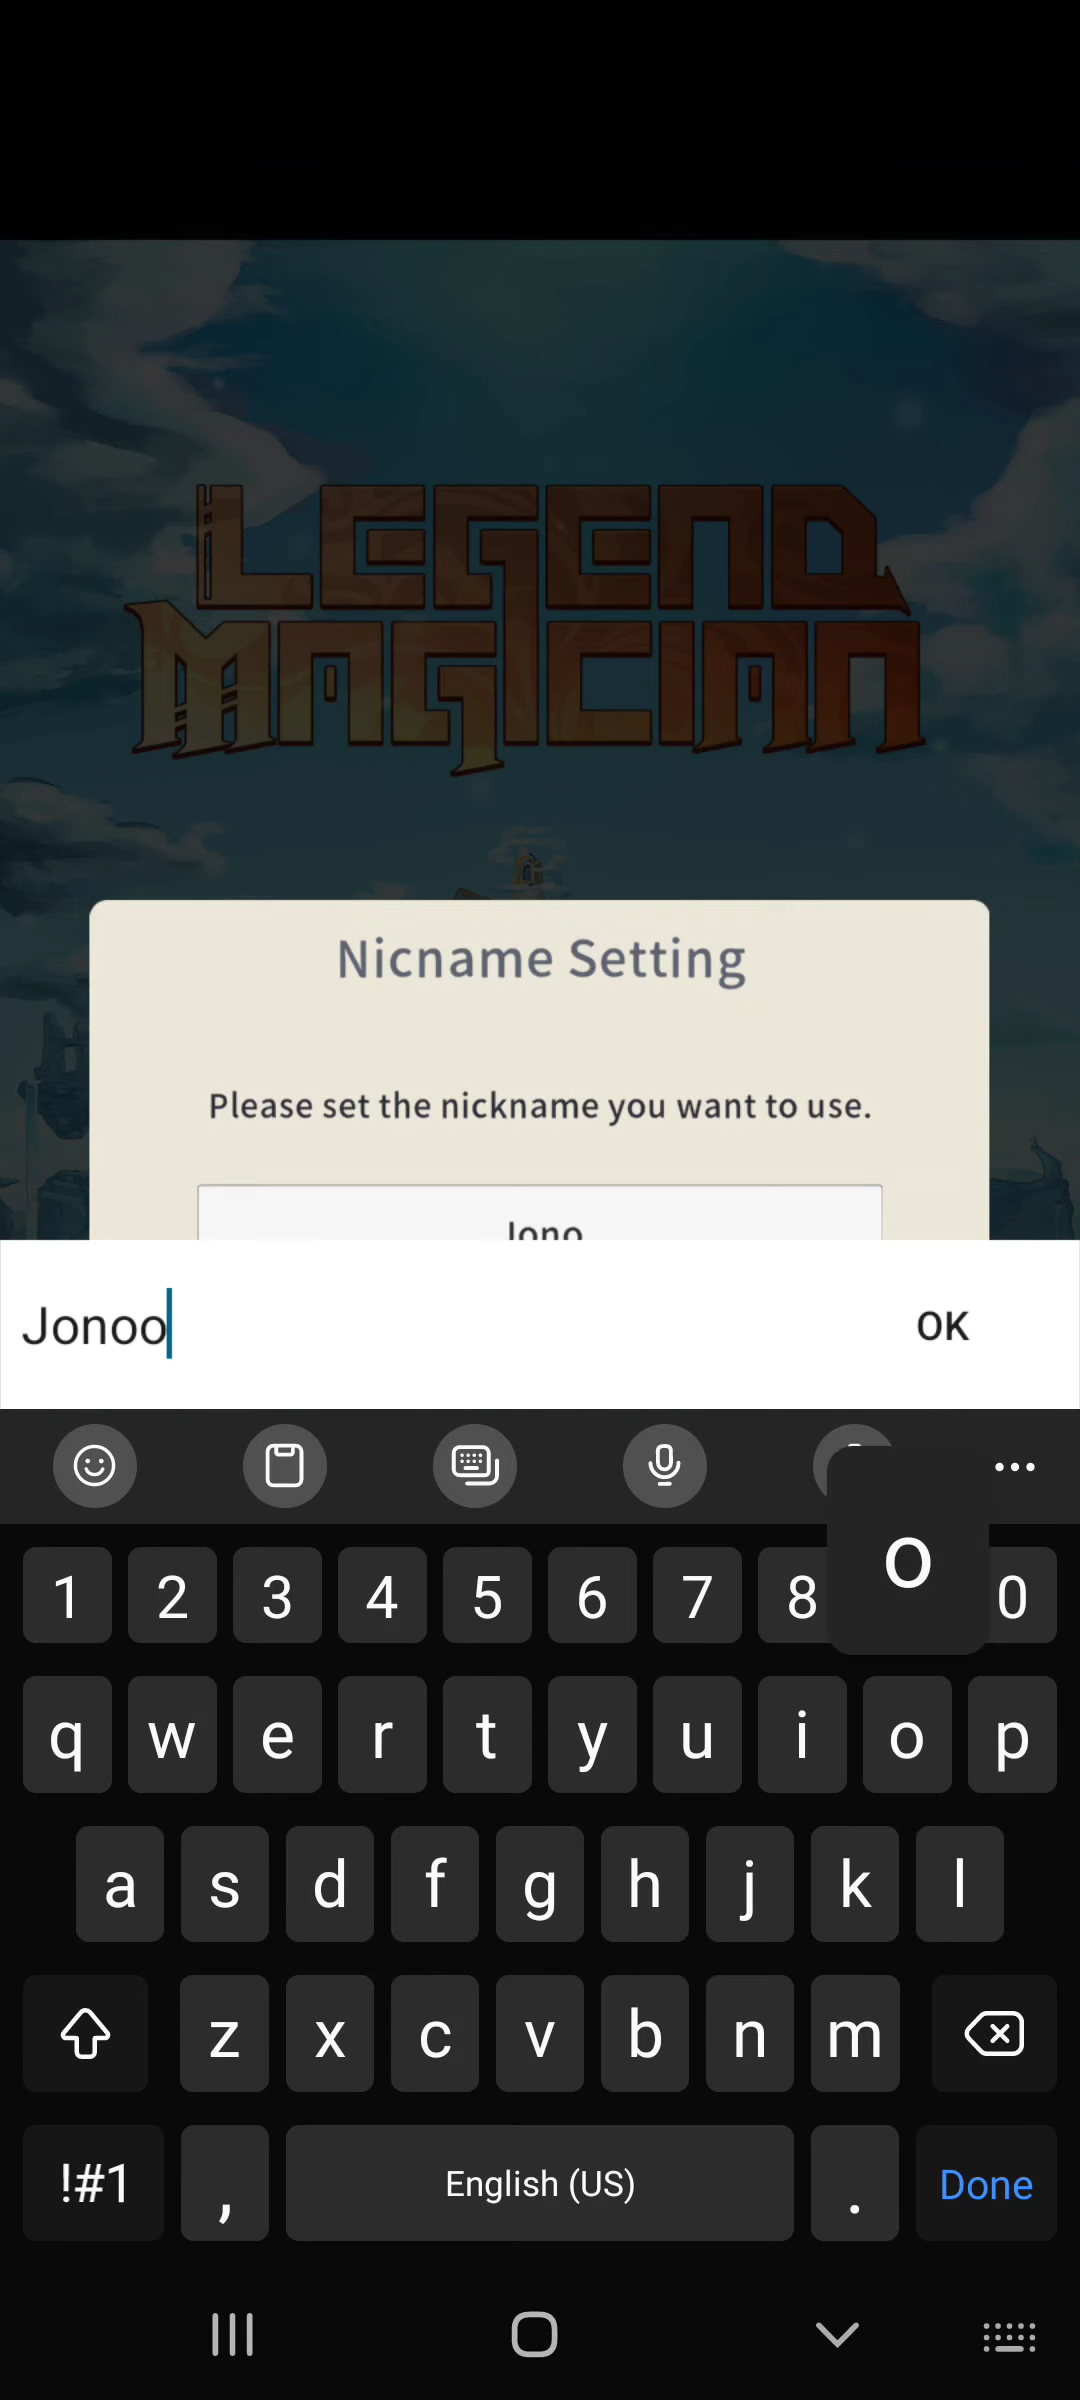 LEGEND
MAGICIAN
Nicname Setting
Please set the nickname you want to use.
Jono
Jonoo
OK
o
1 2 3 4 5 6 7 8 0
q w e r t y u i o p
a s d f g h j k l
z x c v b n m
!#1 , English (US) . Done